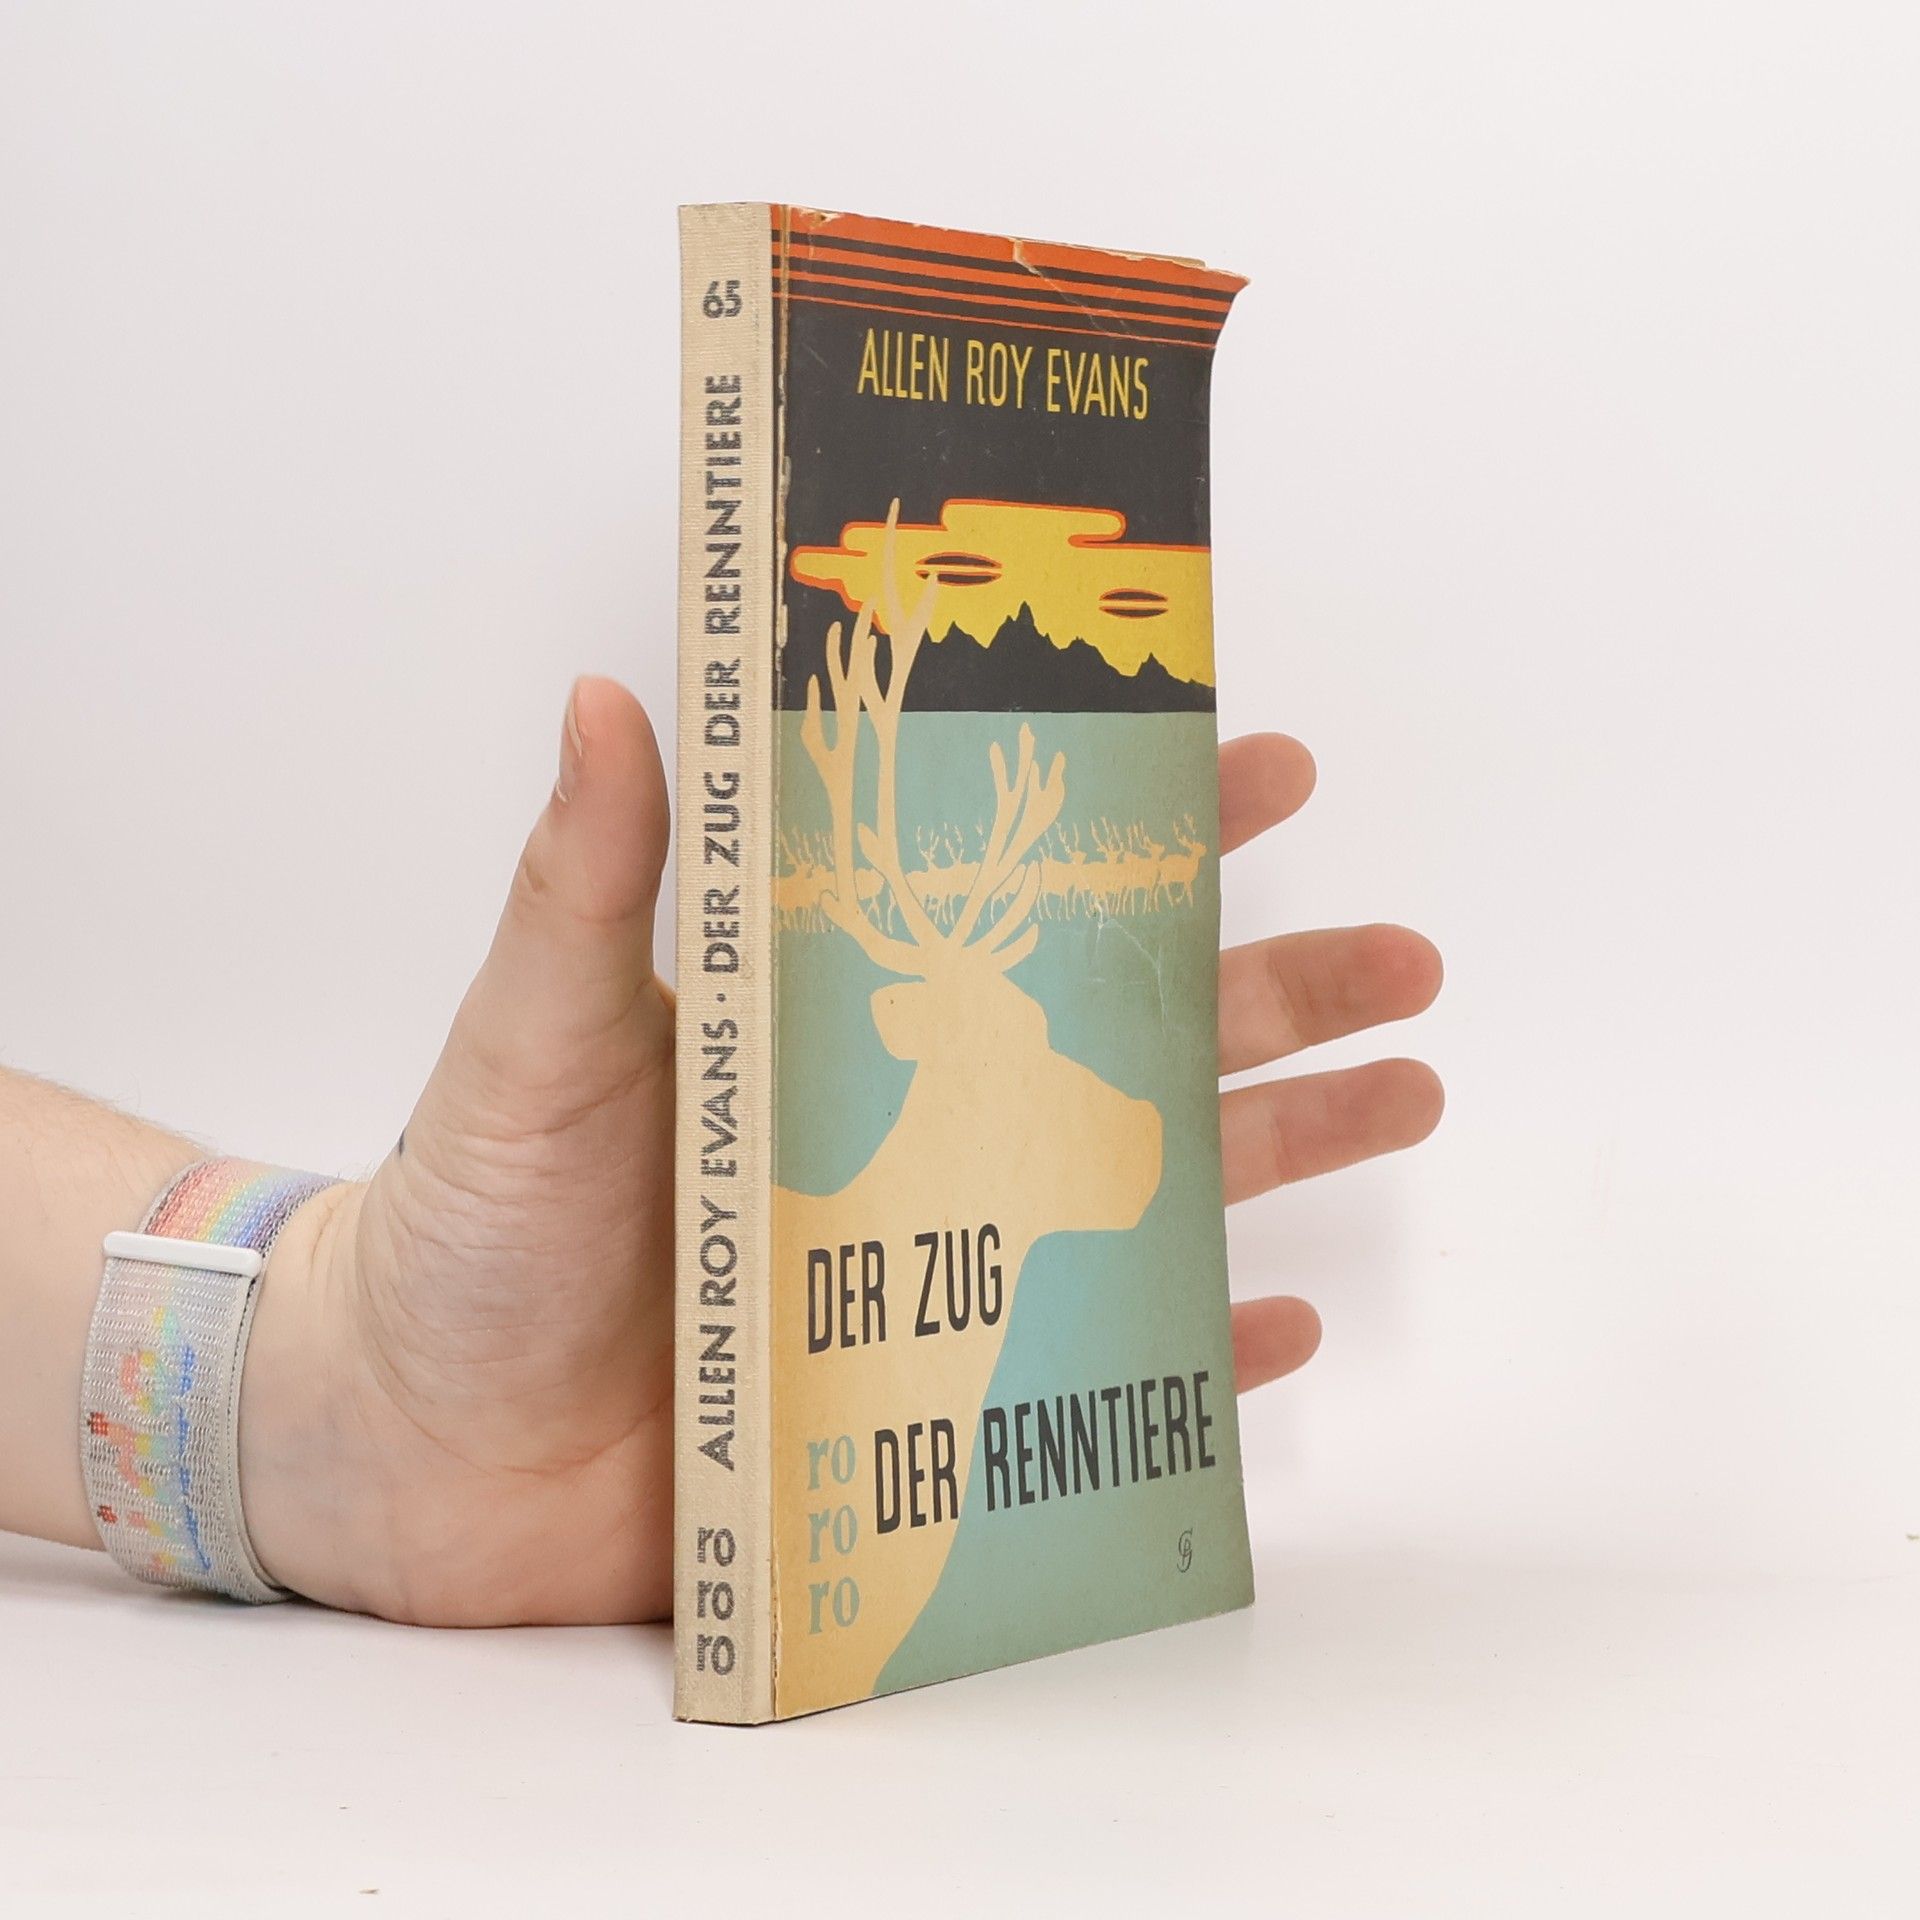 65
ALLEN ROY EVANS · DER ZUG DER RENNTIERE
ro
ro
ro
ALLEN ROY EVANS
DER ZUG
DER RENNTIERE
ro
ro
ro